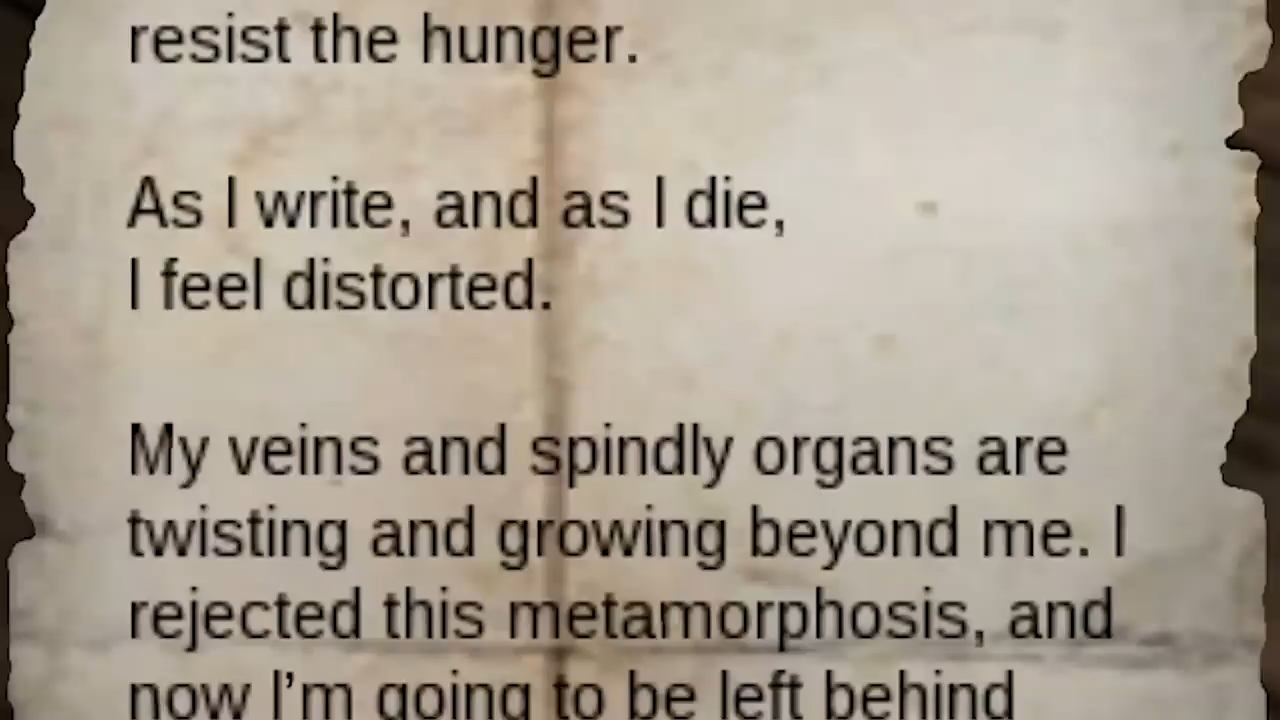 resist the hunger.
As I write, and as I die,
I feel distorted.
My veins and spindly organs are
twisting and growing beyond me. I
rejected this metamorphosis, and
now I’m going to be left behind